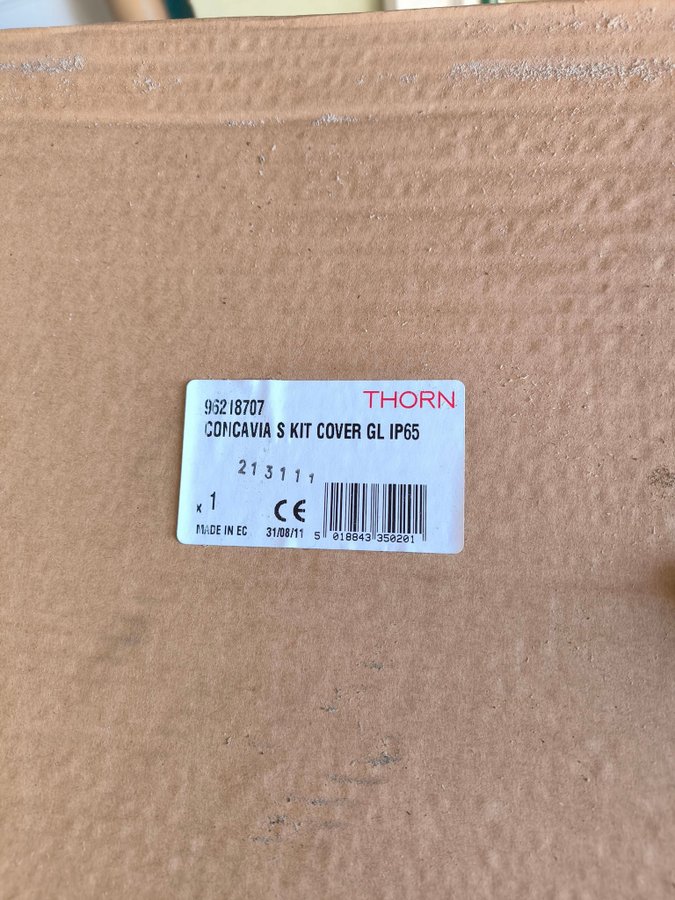 96218707
THORN
CONCAVIA S KIT COVER GL IP65
213111
x 1
CE
MADE IN EC
31/08/11
5 018843 350201